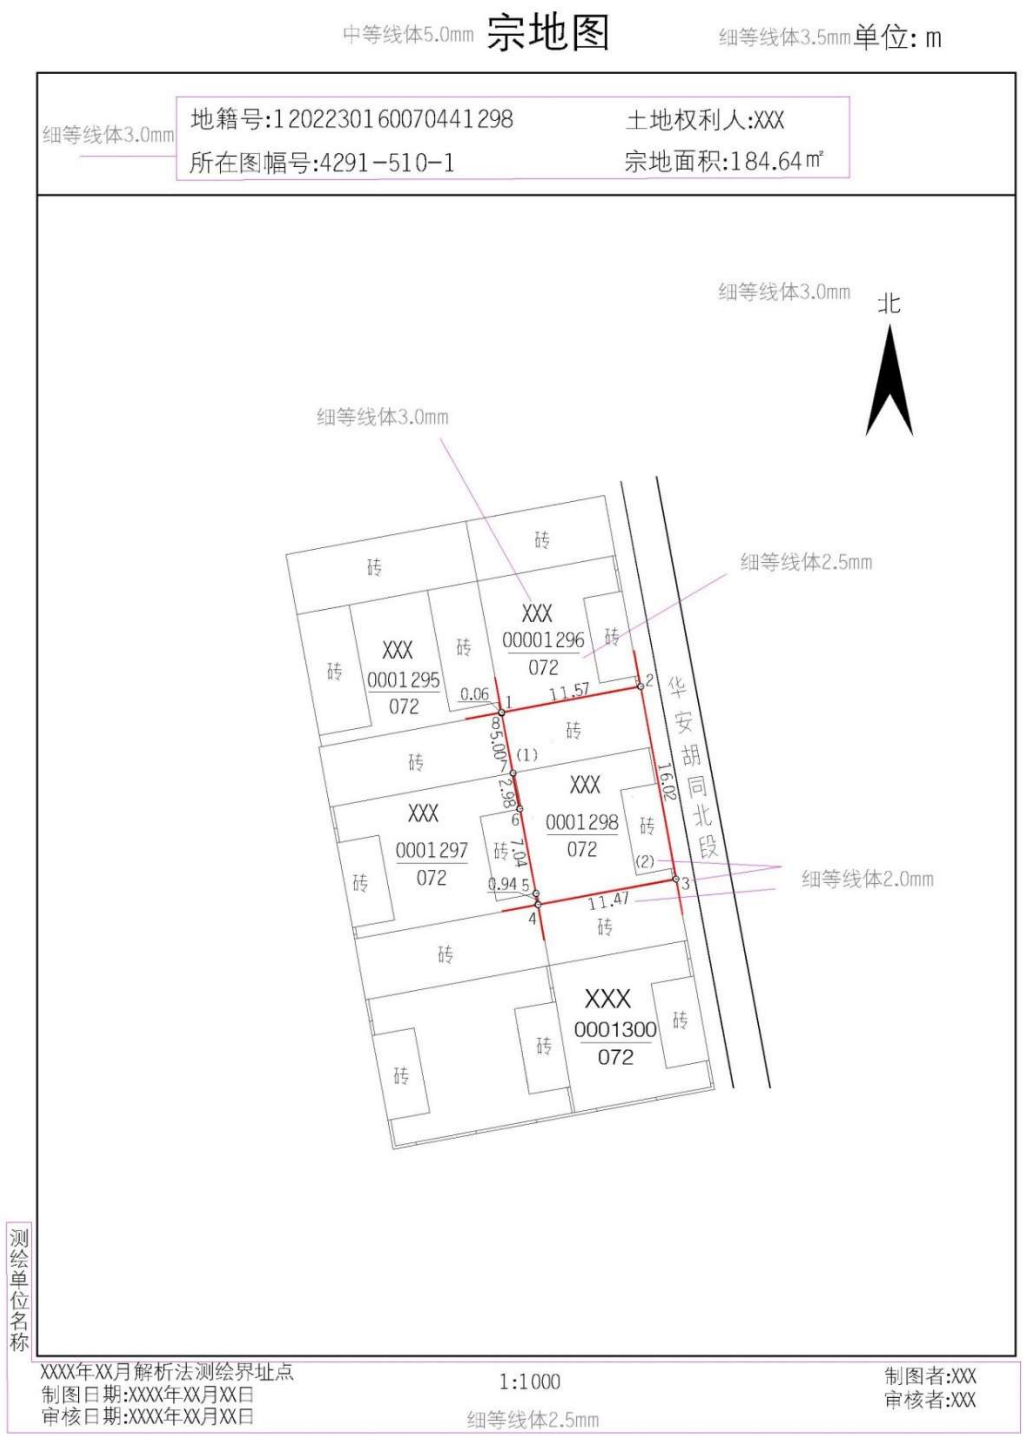 中等线体5.0mm 宗地图 细等线体3.5mm 单位: m
细等线体3.0mm
地籍号:1202230160070441298 土地权利人:XXX
所在图幅号:4291-510-1 宗地面积:184.64㎡
细等线体3.0mm
北
细等线体3.0mm
砖
砖
细等线体2.5mm
XXX
00001296
072
砖
砖
砖
XXX
0001295
072
0.06
1
11.57
2
8
5.00
砖
华安胡同北段
砖
7
(1)
2.98
16.02
XXX
0001298
072
6
XXX
0001297
072
砖
砖
7.04
(2)
砖
0.94
5
3
细等线体2.0mm
11.47
4
砖
砖
XXX
0001300
072
砖
砖
砖
测绘单位名称
XXXX年XX月解析法测绘界址点
制图日期:XXXX年XX月XX日
审核日期:XXXX年XX月XX日
1:1000
细等线体2.5mm
制图者:XXX
审核者:XXX